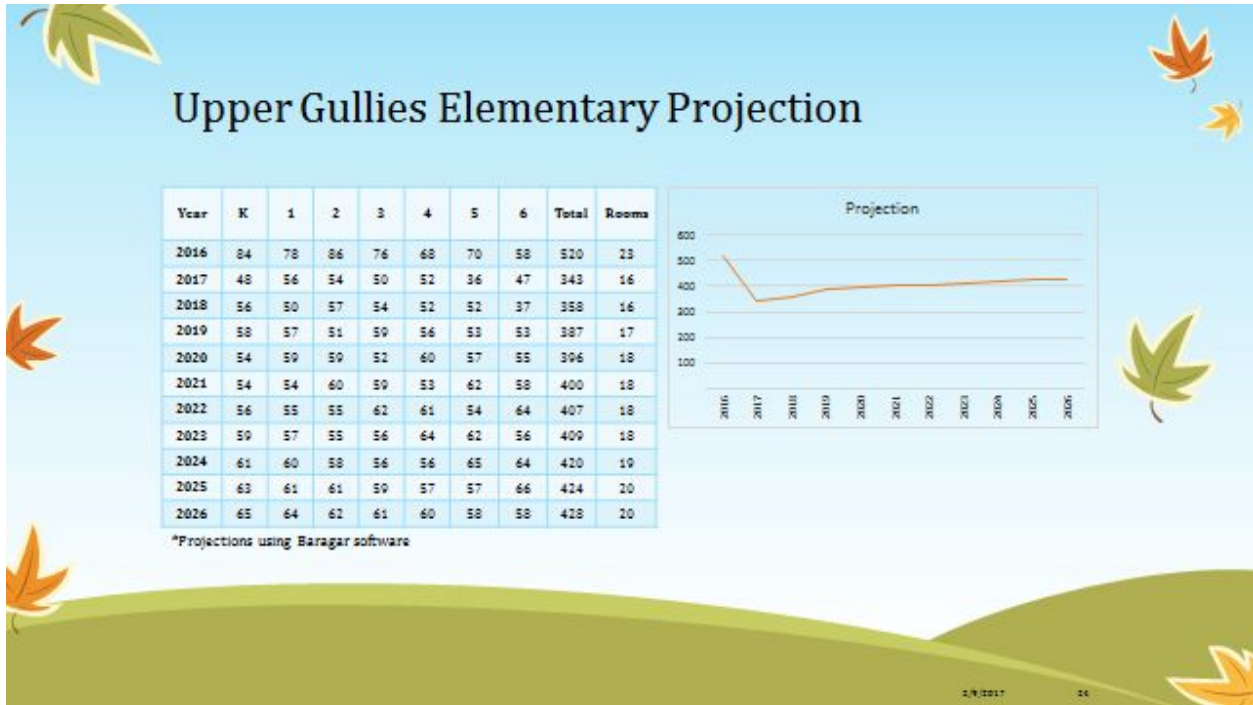 Upper Gullies Elementary Projection
Year K 1 2 3 4 5 6 Total Rooms
2016 84 78 86 76 68 70 58 520 23
2017 48 56 54 50 52 36 47 343 16
2018 56 50 57 54 52 52 37 358 16
2019 58 57 51 59 56 53 53 387 17
2020 54 59 59 52 60 57 55 396 18
2021 54 54 60 59 53 62 58 400 18
2022 56 55 55 62 61 54 64 407 18
2023 59 57 55 56 64 62 56 409 18
2024 61 60 58 56 56 65 64 420 19
2025 63 61 61 59 57 57 66 424 20
2026 65 64 62 61 60 58 58 428 20
*Projections using Baragar software
Projection
600
500
400
300
200
100
2016 2017 2018 2019 2020 2021 2022 2023 2024 2025 2026